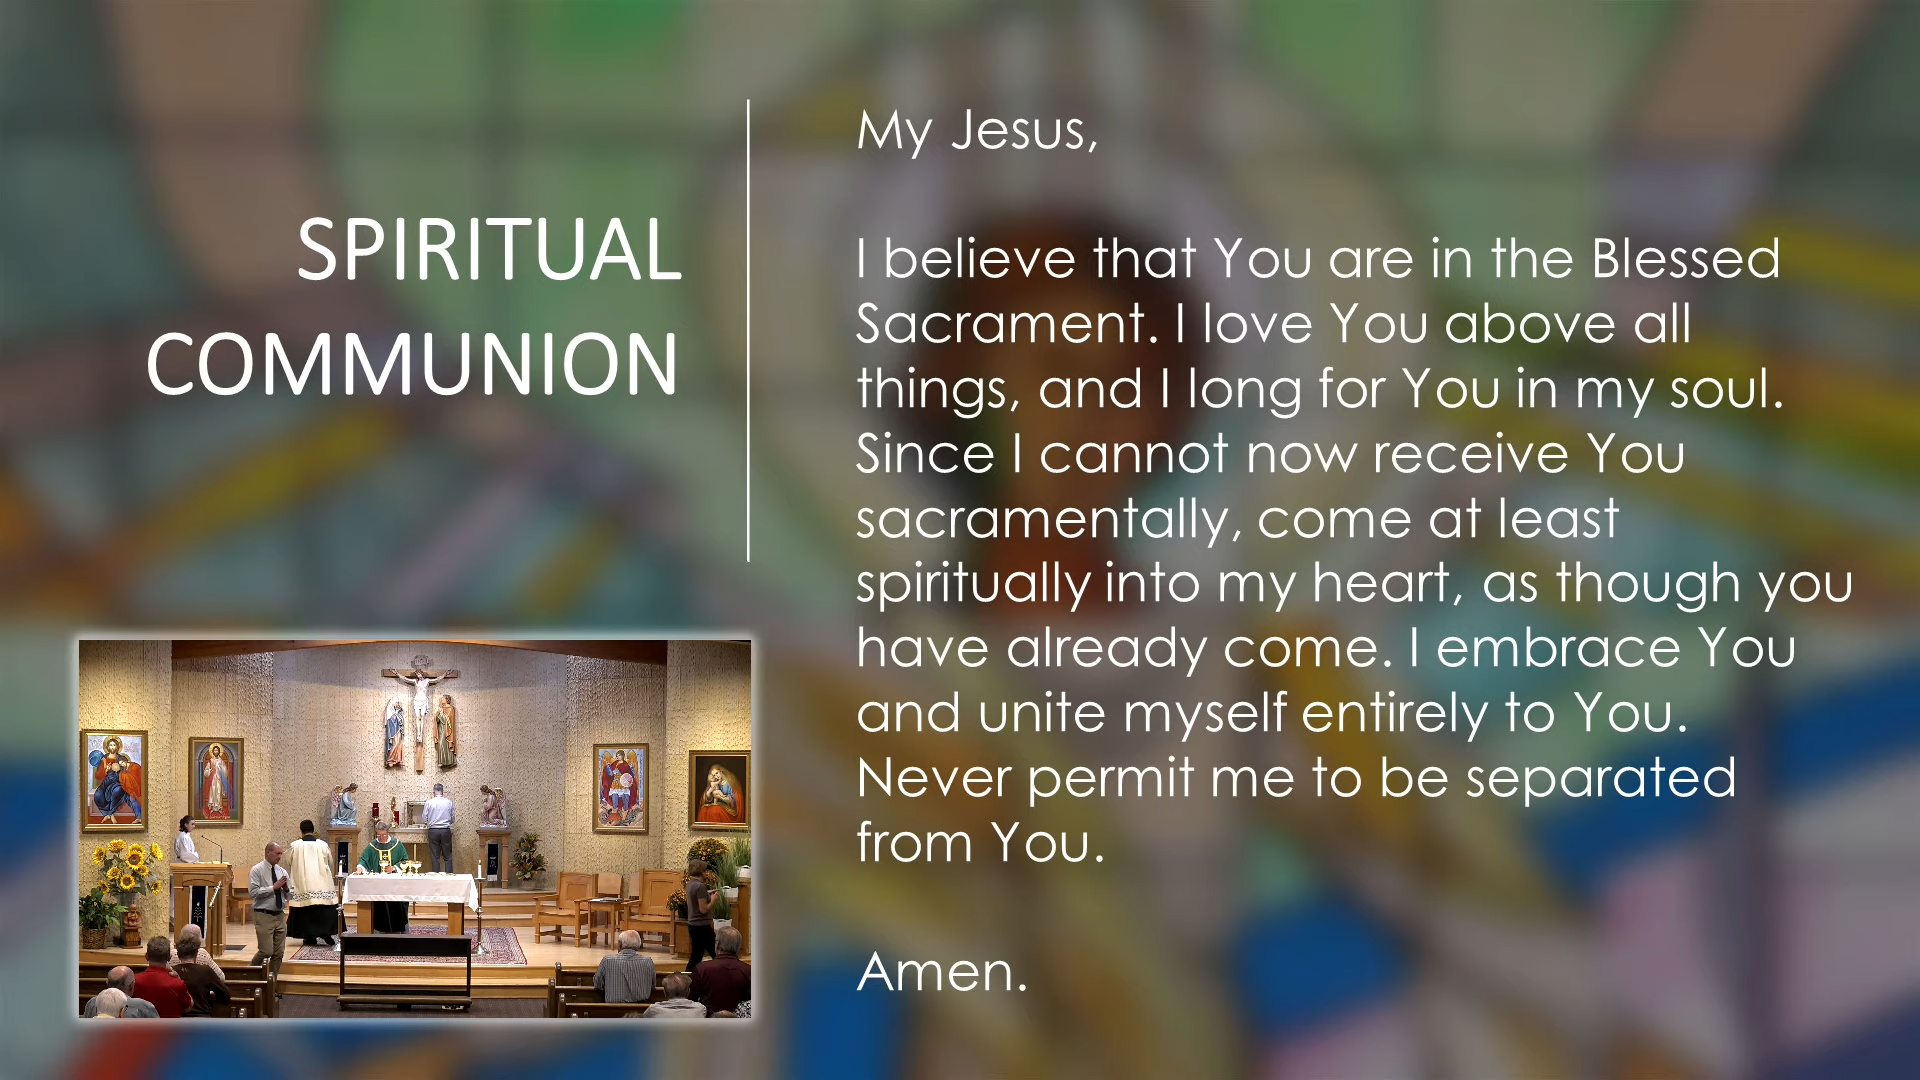 SPIRITUAL
COMMUNION
My Jesus,
I believe that You are in the Blessed
Sacrament. I love You above all
things, and I long for You in my soul.
Since I cannot now receive You
sacramentally, come at least
spiritually into my heart, as though you
have already come. I embrace You
and unite myself entirely to You.
Never permit me to be separated
from You.
Amen.